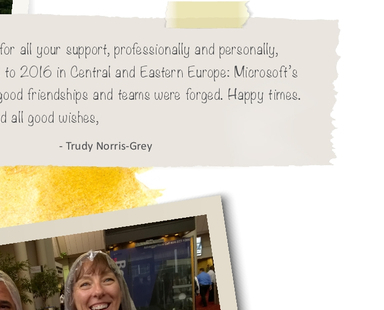 for all your support, professionally and personally,
to 2016 in Central and Eastern Europe: Microsoft's
good friendships and teams were forged. Happy times.
d all good wishes,
- Trudy Norris-Grey